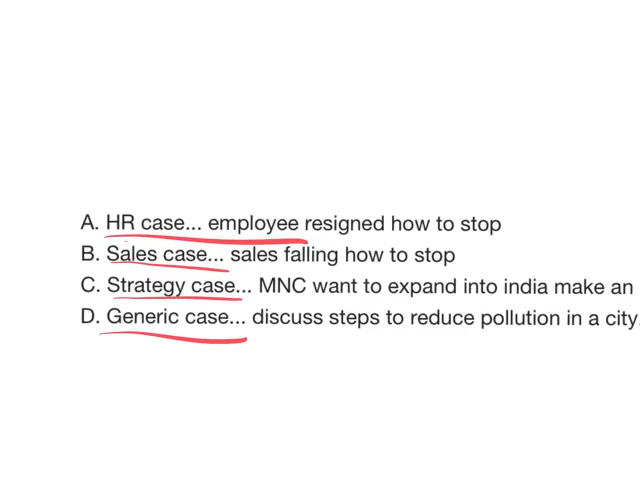 A. HR case... employee resigned how to stop
B. Sales case... sales falling how to stop
C. Strategy case... MNC want to expand into india make an
D. Generic case... discuss steps to reduce pollution in a city.